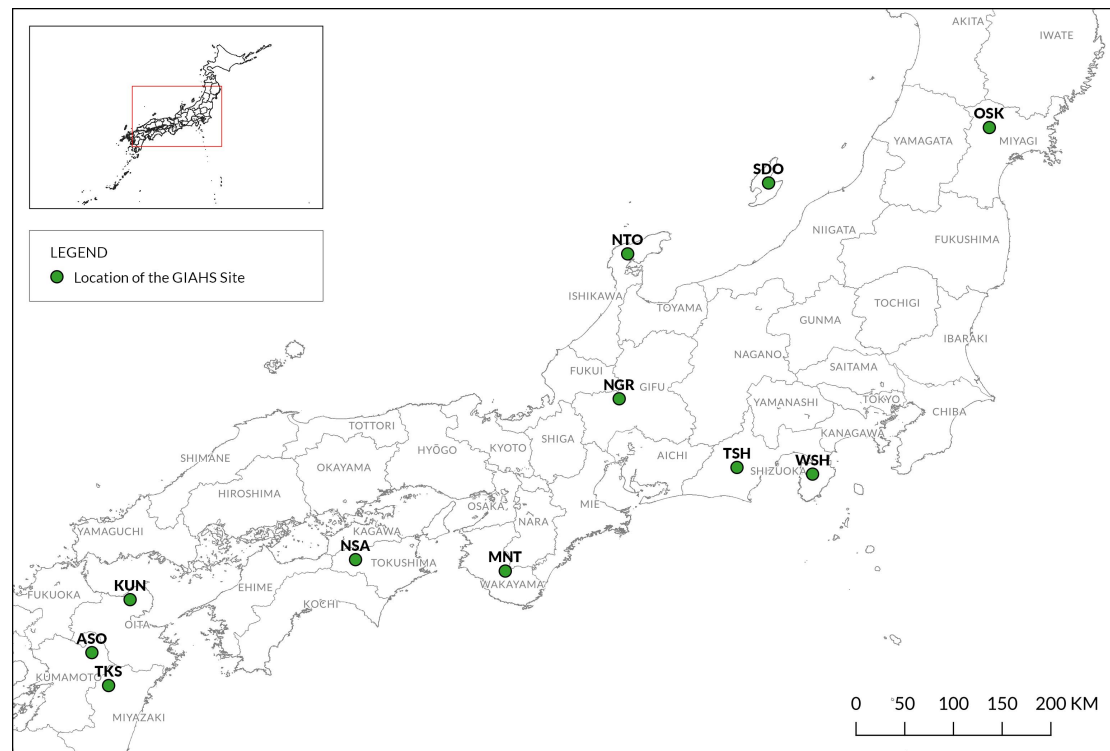 AKITA
IWATE
OSK
YAMAGATA
MIYAGI
SDO
NIIGATA
NTO
FUKUSHIMA
LEGEND
Location of the GIAHS Site
ISHIKAWA
TOYAMA
TOCHIGI
GUNMA
IBARAKI
NAGANO
SAITAMA
FUKUI
NGR
GIFU
YAMANASHI
TOKYO
CHIBA
TOTTORI
KANAGAWA
SHIGA
HYŌGO
KYOTO
AICHI
TSH
WSH
SHIZUOKA
SHIMANE
OKAYAMA
HIROSHIMA
MIE
OSAKA
NARA
YAMAGUCHI
KAGAWA
NSA
TOKUSHIMA
MNT
WAKAYAMA
KUN
FUKUOKA
EHIME
KOCHI
OITA
ASO
TKS
KUMAMOTO
MIYAZAKI
0 50 100 150 200 KM